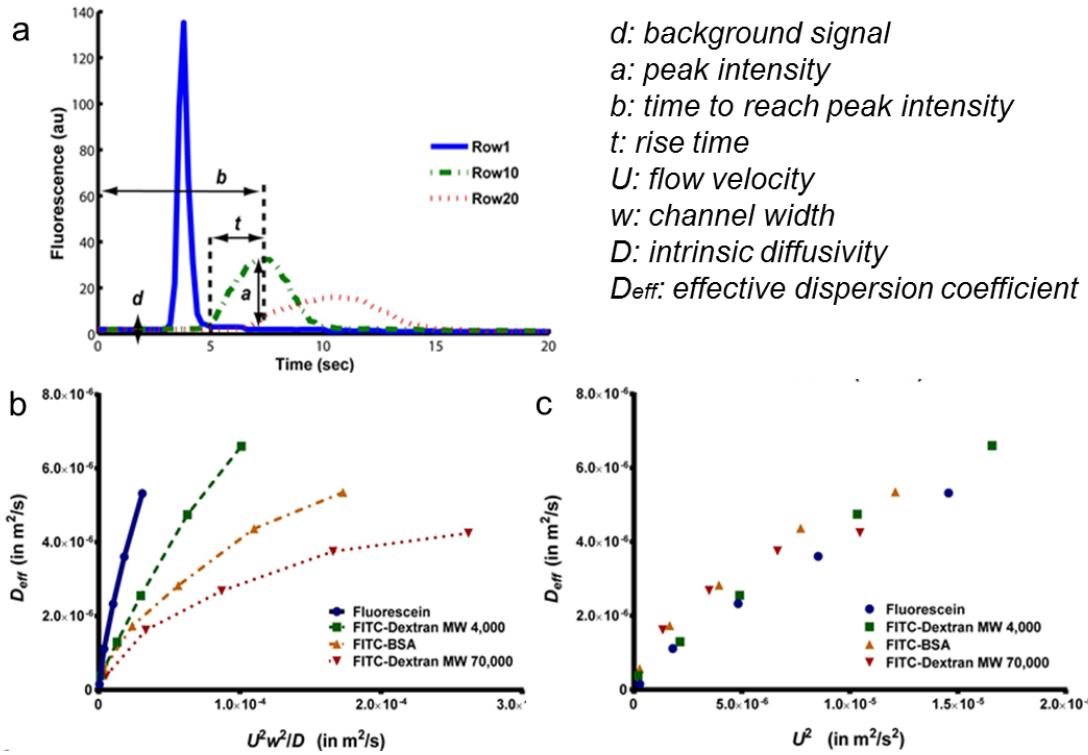 a
140
120
100
80
60
40
20
0
Fluorescence (au)
b
t
a
d
Row1
Row10
Row20
0
5
10
15
20
Time (sec)
d: background signal
a: peak intensity
b: time to reach peak intensity
t: rise time
U: flow velocity
w: channel width
D: intrinsic diffusivity
Deff: effective dispersion coefficient
b
8.0×10⁻⁶
6.0×10⁻⁶
4.0×10⁻⁶
2.0×10⁻⁶
0
Deff (in m²/s)
Fluorescein
FITC-Dextran MW 4,000
FITC-BSA
FITC-Dextran MW 70,000
0
1.0×10⁻⁴
2.0×10⁻⁴
3.
U²w²/D (in m²/s)
c
8.0×10⁻⁶
6.0×10⁻⁶
4.0×10⁻⁶
2.0×10⁻⁶
0
Deff (in m²/s)
Fluorescein
FITC-Dextran MW 4,000
FITC-BSA
FITC-Dextran MW 70,000
0
5.0×10⁻⁶
1.0×10⁻⁵
1.5×10⁻⁵
2.0
U² (in m²/s²)